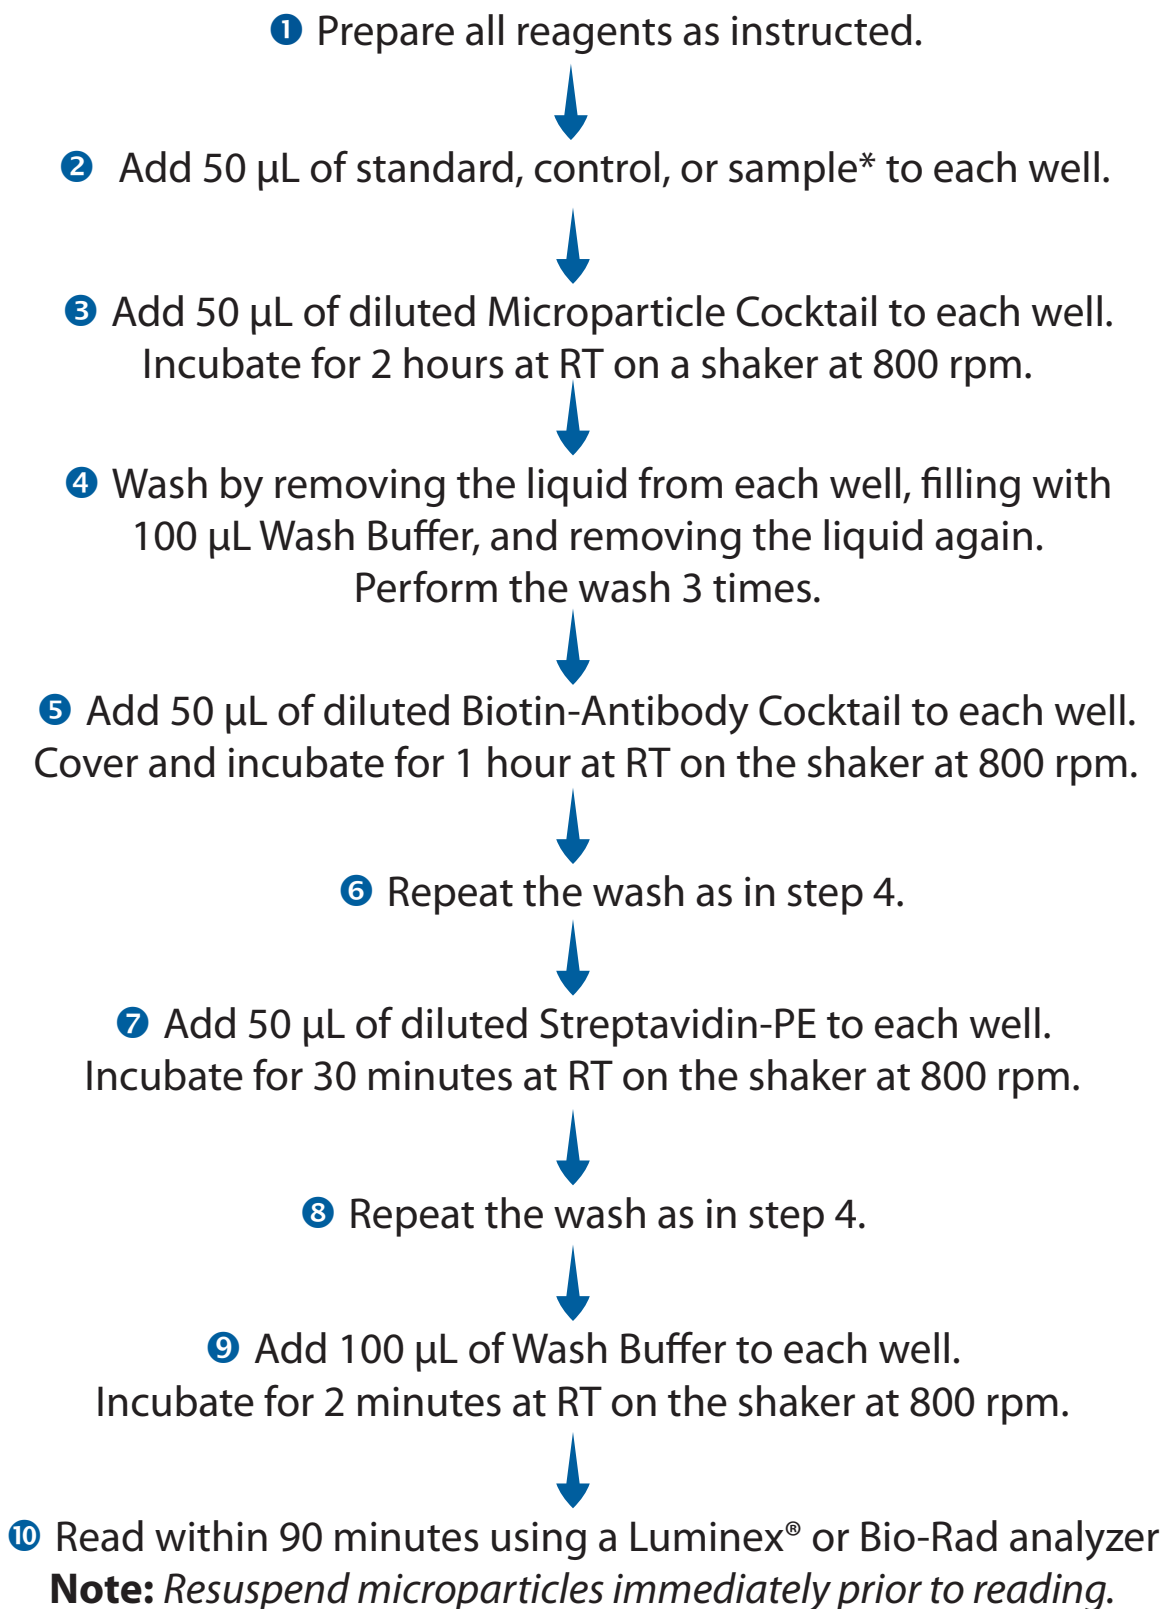 ❶ Prepare all reagents as instructed.
❷ Add 50 µL of standard, control, or sample* to each well.
❸ Add 50 µL of diluted Microparticle Cocktail to each well.
Incubate for 2 hours at RT on a shaker at 800 rpm.
❹ Wash by removing the liquid from each well, filling with
100 µL Wash Buffer, and removing the liquid again.
Perform the wash 3 times.
❺ Add 50 µL of diluted Biotin-Antibody Cocktail to each well.
Cover and incubate for 1 hour at RT on the shaker at 800 rpm.
❻ Repeat the wash as in step 4.
❼ Add 50 µL of diluted Streptavidin-PE to each well.
Incubate for 30 minutes at RT on the shaker at 800 rpm.
❽ Repeat the wash as in step 4.
❾ Add 100 µL of Wash Buffer to each well.
Incubate for 2 minutes at RT on the shaker at 800 rpm.
❿ Read within 90 minutes using a Luminex® or Bio-Rad analyzer
Note: Resuspend microparticles immediately prior to reading.